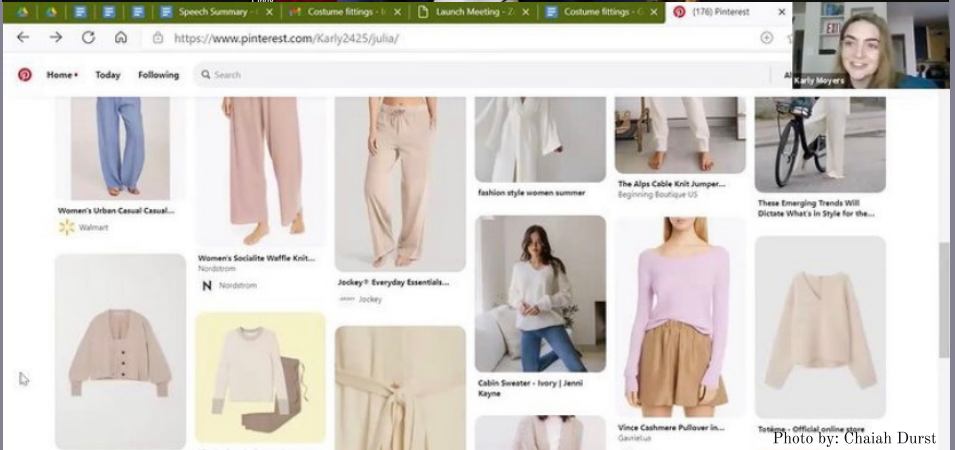 Speech Summary -
Costume fittings - I
Launch Meeting - Z
Costume fittings - G
(176) Pinterest
https://www.pinterest.com/Karly2425/julia/
EXIT
Karly Moyers
Home
Today
Following
Search
Women's Urban Casual Casual...
Walmart
Women's Socialite Waffle Knit...
Nordstrom
N Nordstrom
Jockey® Everyday Essentials...
Jockey
fashion style women summer
Cabin Sweater - Ivory | Jenni
Kayne
The Alps Cable Knit Jumper...
Beginning Boutique US
Vince Cashmere Pullover in...
These Emerging Trends Will
Dictate What's in Style for the...
Totême - Official online store
Photo by: Chaiah Durst